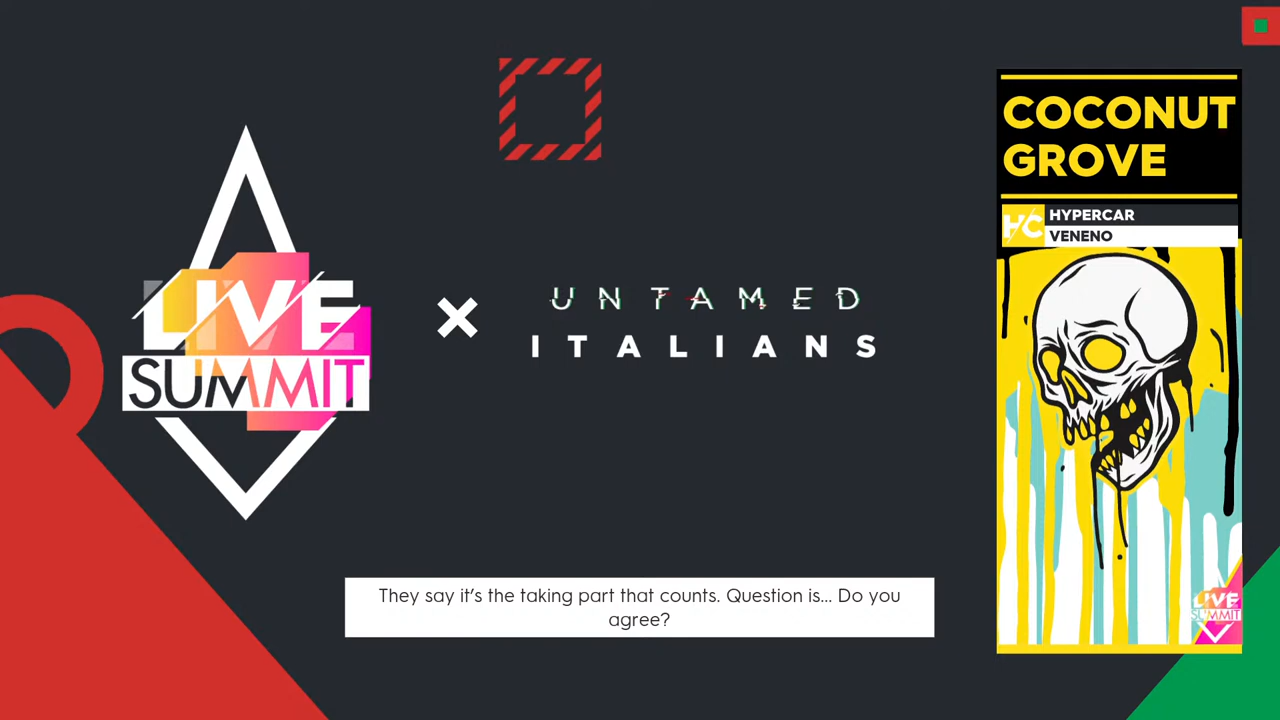 LIVE
SUMMIT
UNTAMED
ITALIANS
COCONUT
GROVE
H/C
HYPERCAR
VENENO
LIVE
SUMMIT
They say it's the taking part that counts. Question is... Do you
agree?